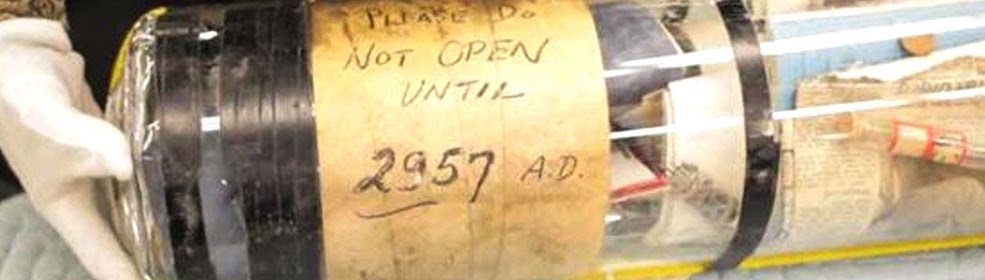 PLEASE DO
NOT OPEN
UNTIL
2957 A.D.